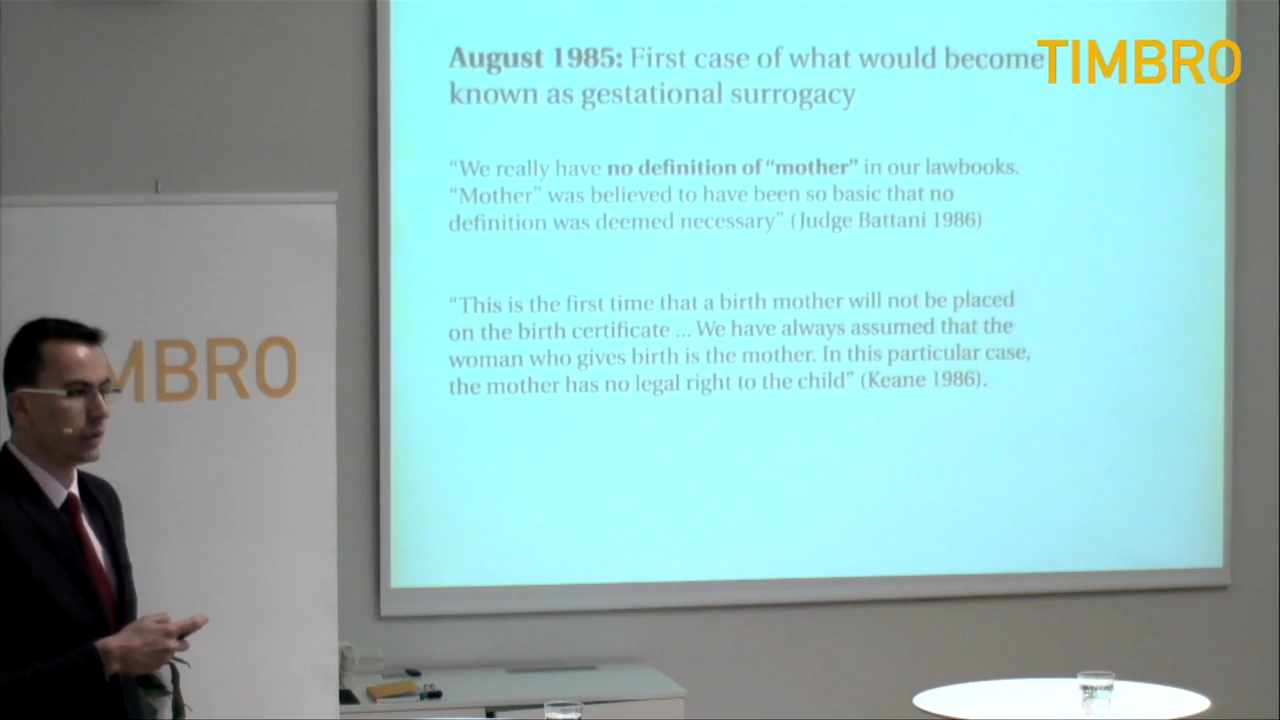 August 1985: First case of what would become
known as gestational surrogacy
TIMBRO
“We really have no definition of “mother” in our lawbooks.
“Mother” was believed to have been so basic that no
definition was deemed necessary” (Judge Battani 1986)
“This is the first time that a birth mother will not be placed
on the birth certificate ... We have always assumed that the
woman who gives birth is the mother. In this particular case,
the mother has no legal right to the child” (Keane 1986).
MBRO